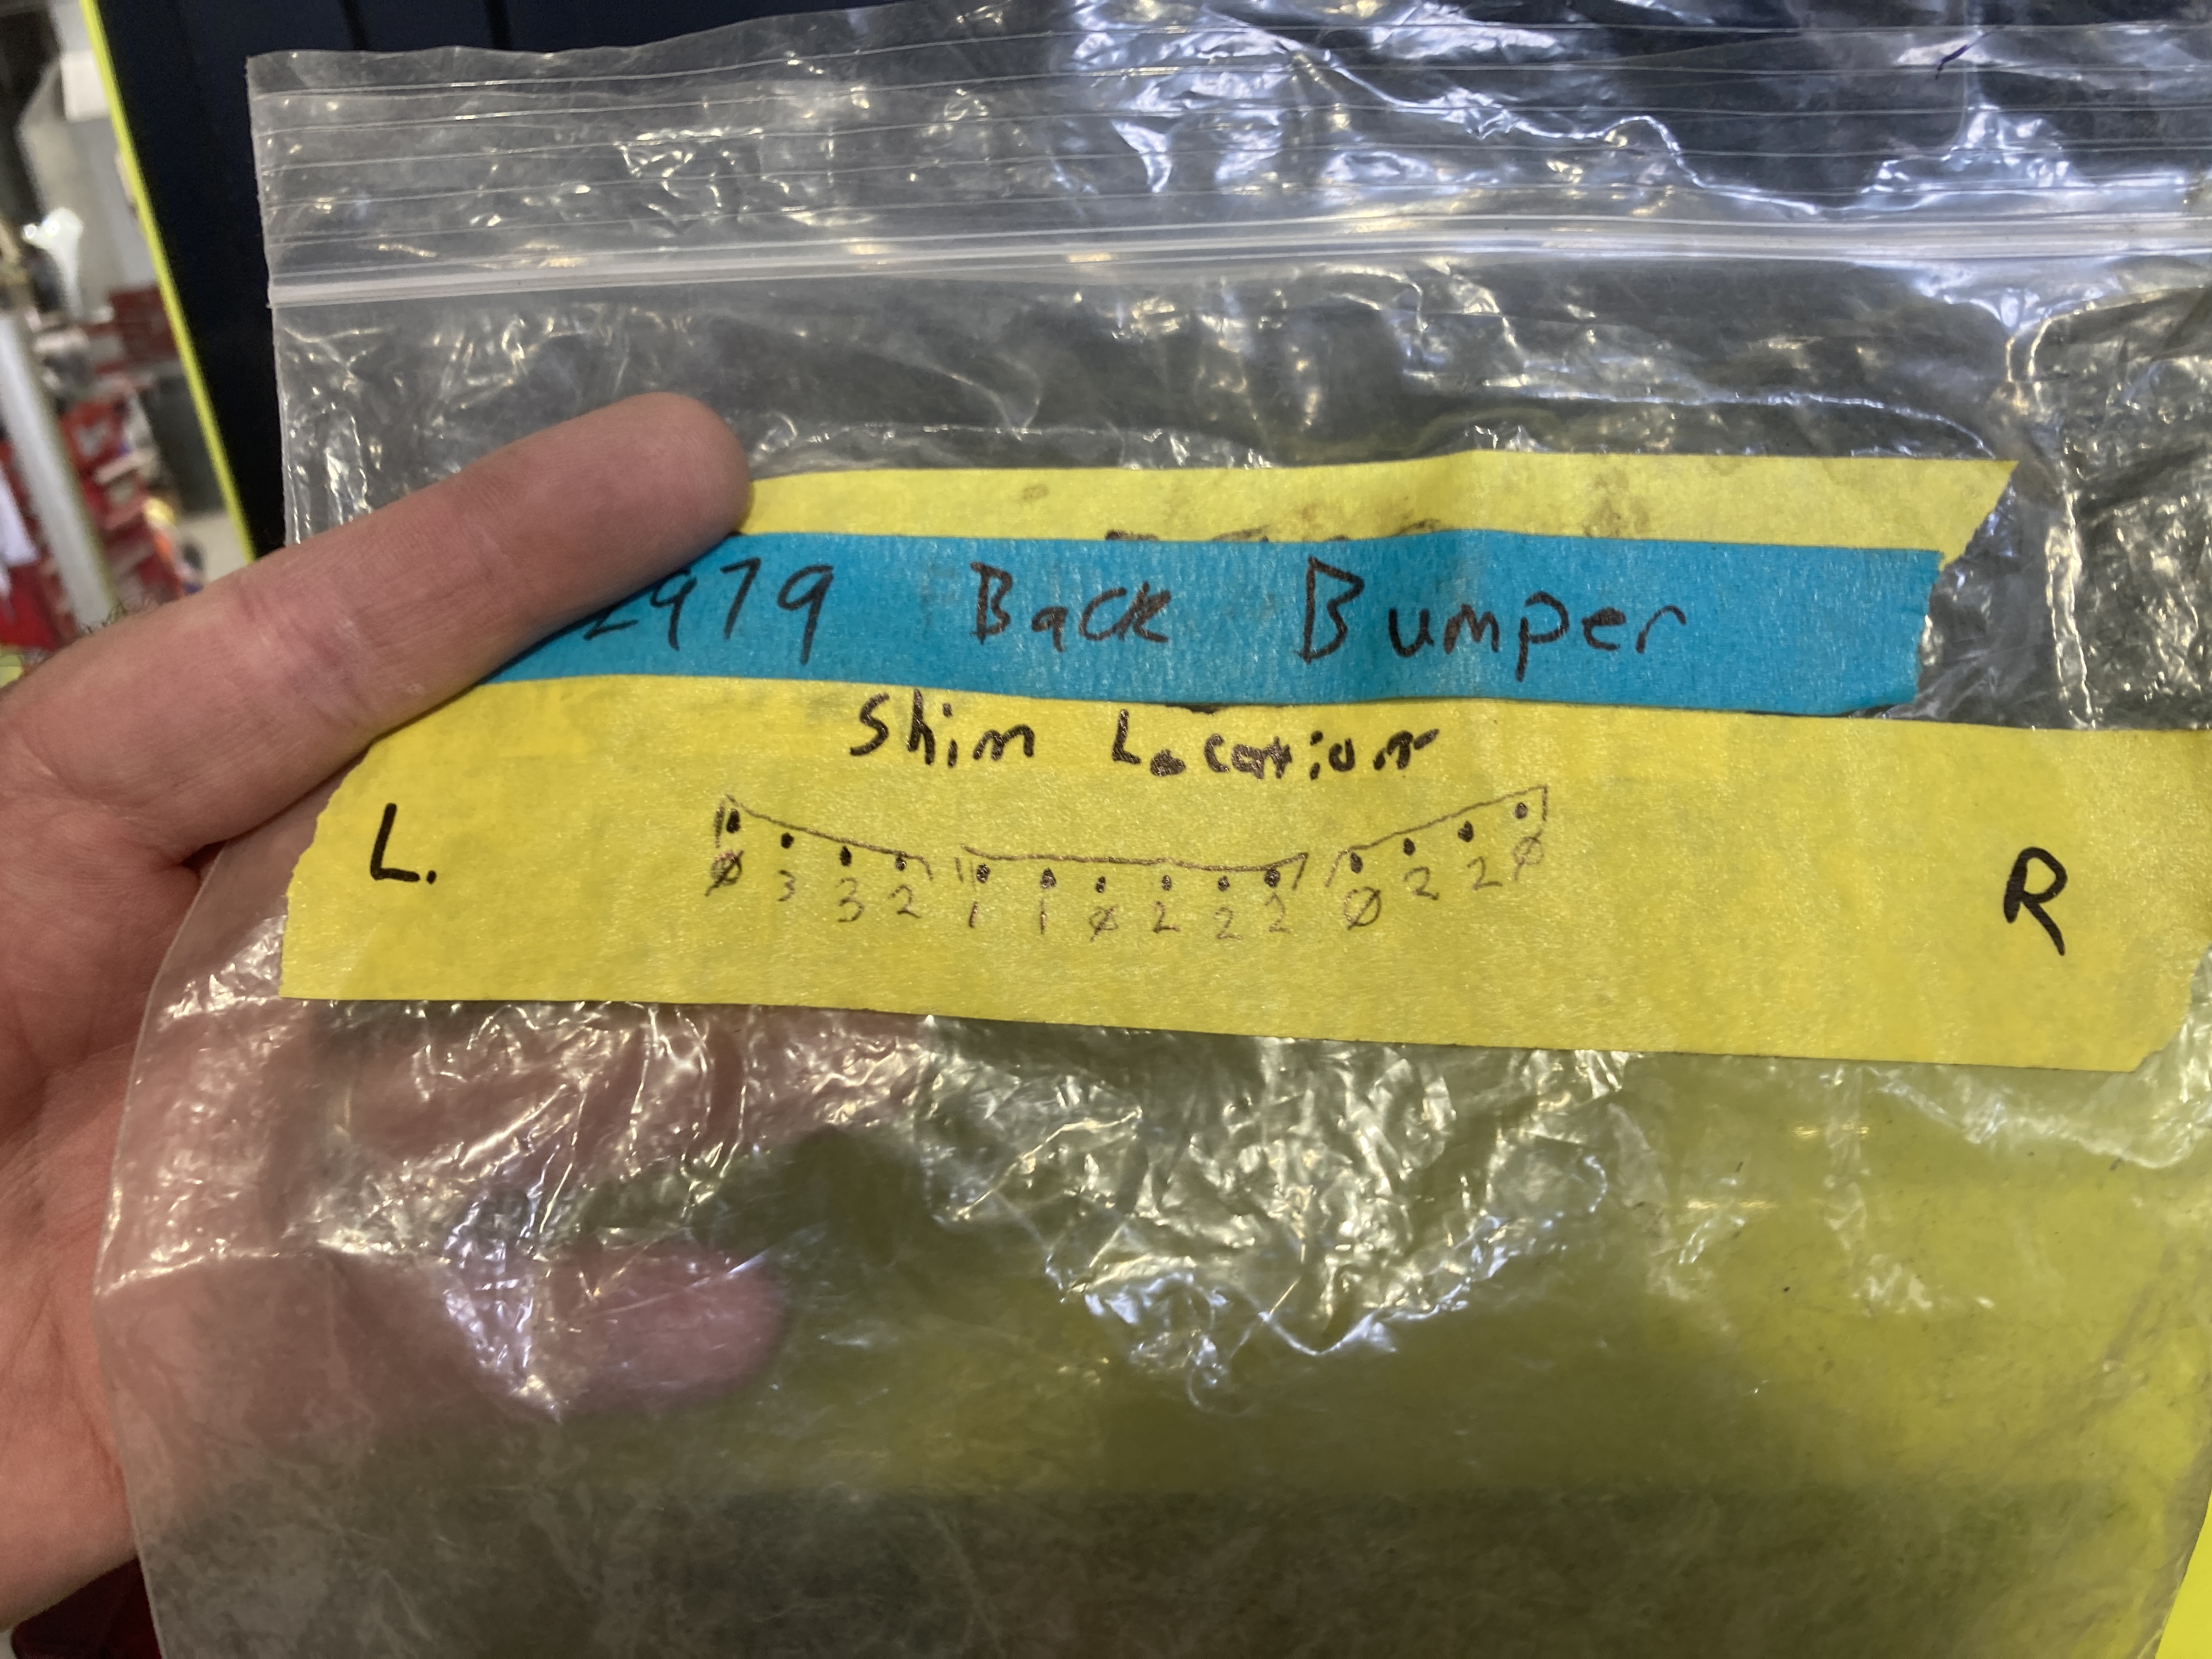 2979 Back Bumper
Shim Location
L. R
Ø 3 3 2 1 1 Ø 2 2 2 Ø 2 2 Ø